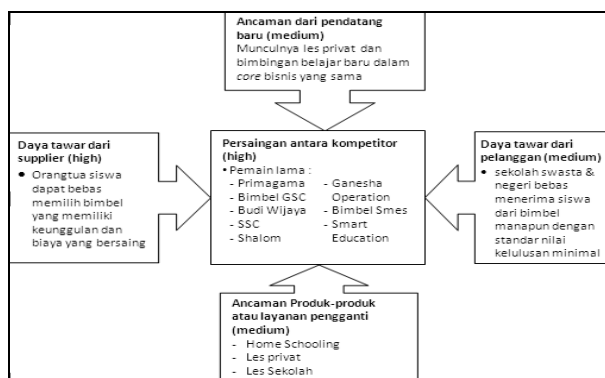 Ancaman dari pendatang
baru (medium)
Munculnya les privat dan
bimbingan belajar baru dalam
core bisnis yang sama
Daya tawar dari
supplier (high)
• Orangtua siswa
dapat bebas
memilih bimbel
yang memiliki
keunggulan dan
biaya yang bersaing
Persaingan antara kompetitor
(high)
• Pemain lama :
- Primagama - Ganesha
- Bimbel GSC Operation
- Budi Wijaya - Bimbel Smes
- SSC - Smart
- Shalom Education
Daya tawar dari
pelanggan (medium)
• sekolah swasta &
negeri bebas
menerima siswa
dari bimbel
manapun dengan
standar nilai
kelulusan minimal
Ancaman Produk-produk
atau layanan pengganti
(medium)
- Home Schooling
- Les privat
- Les Sekolah